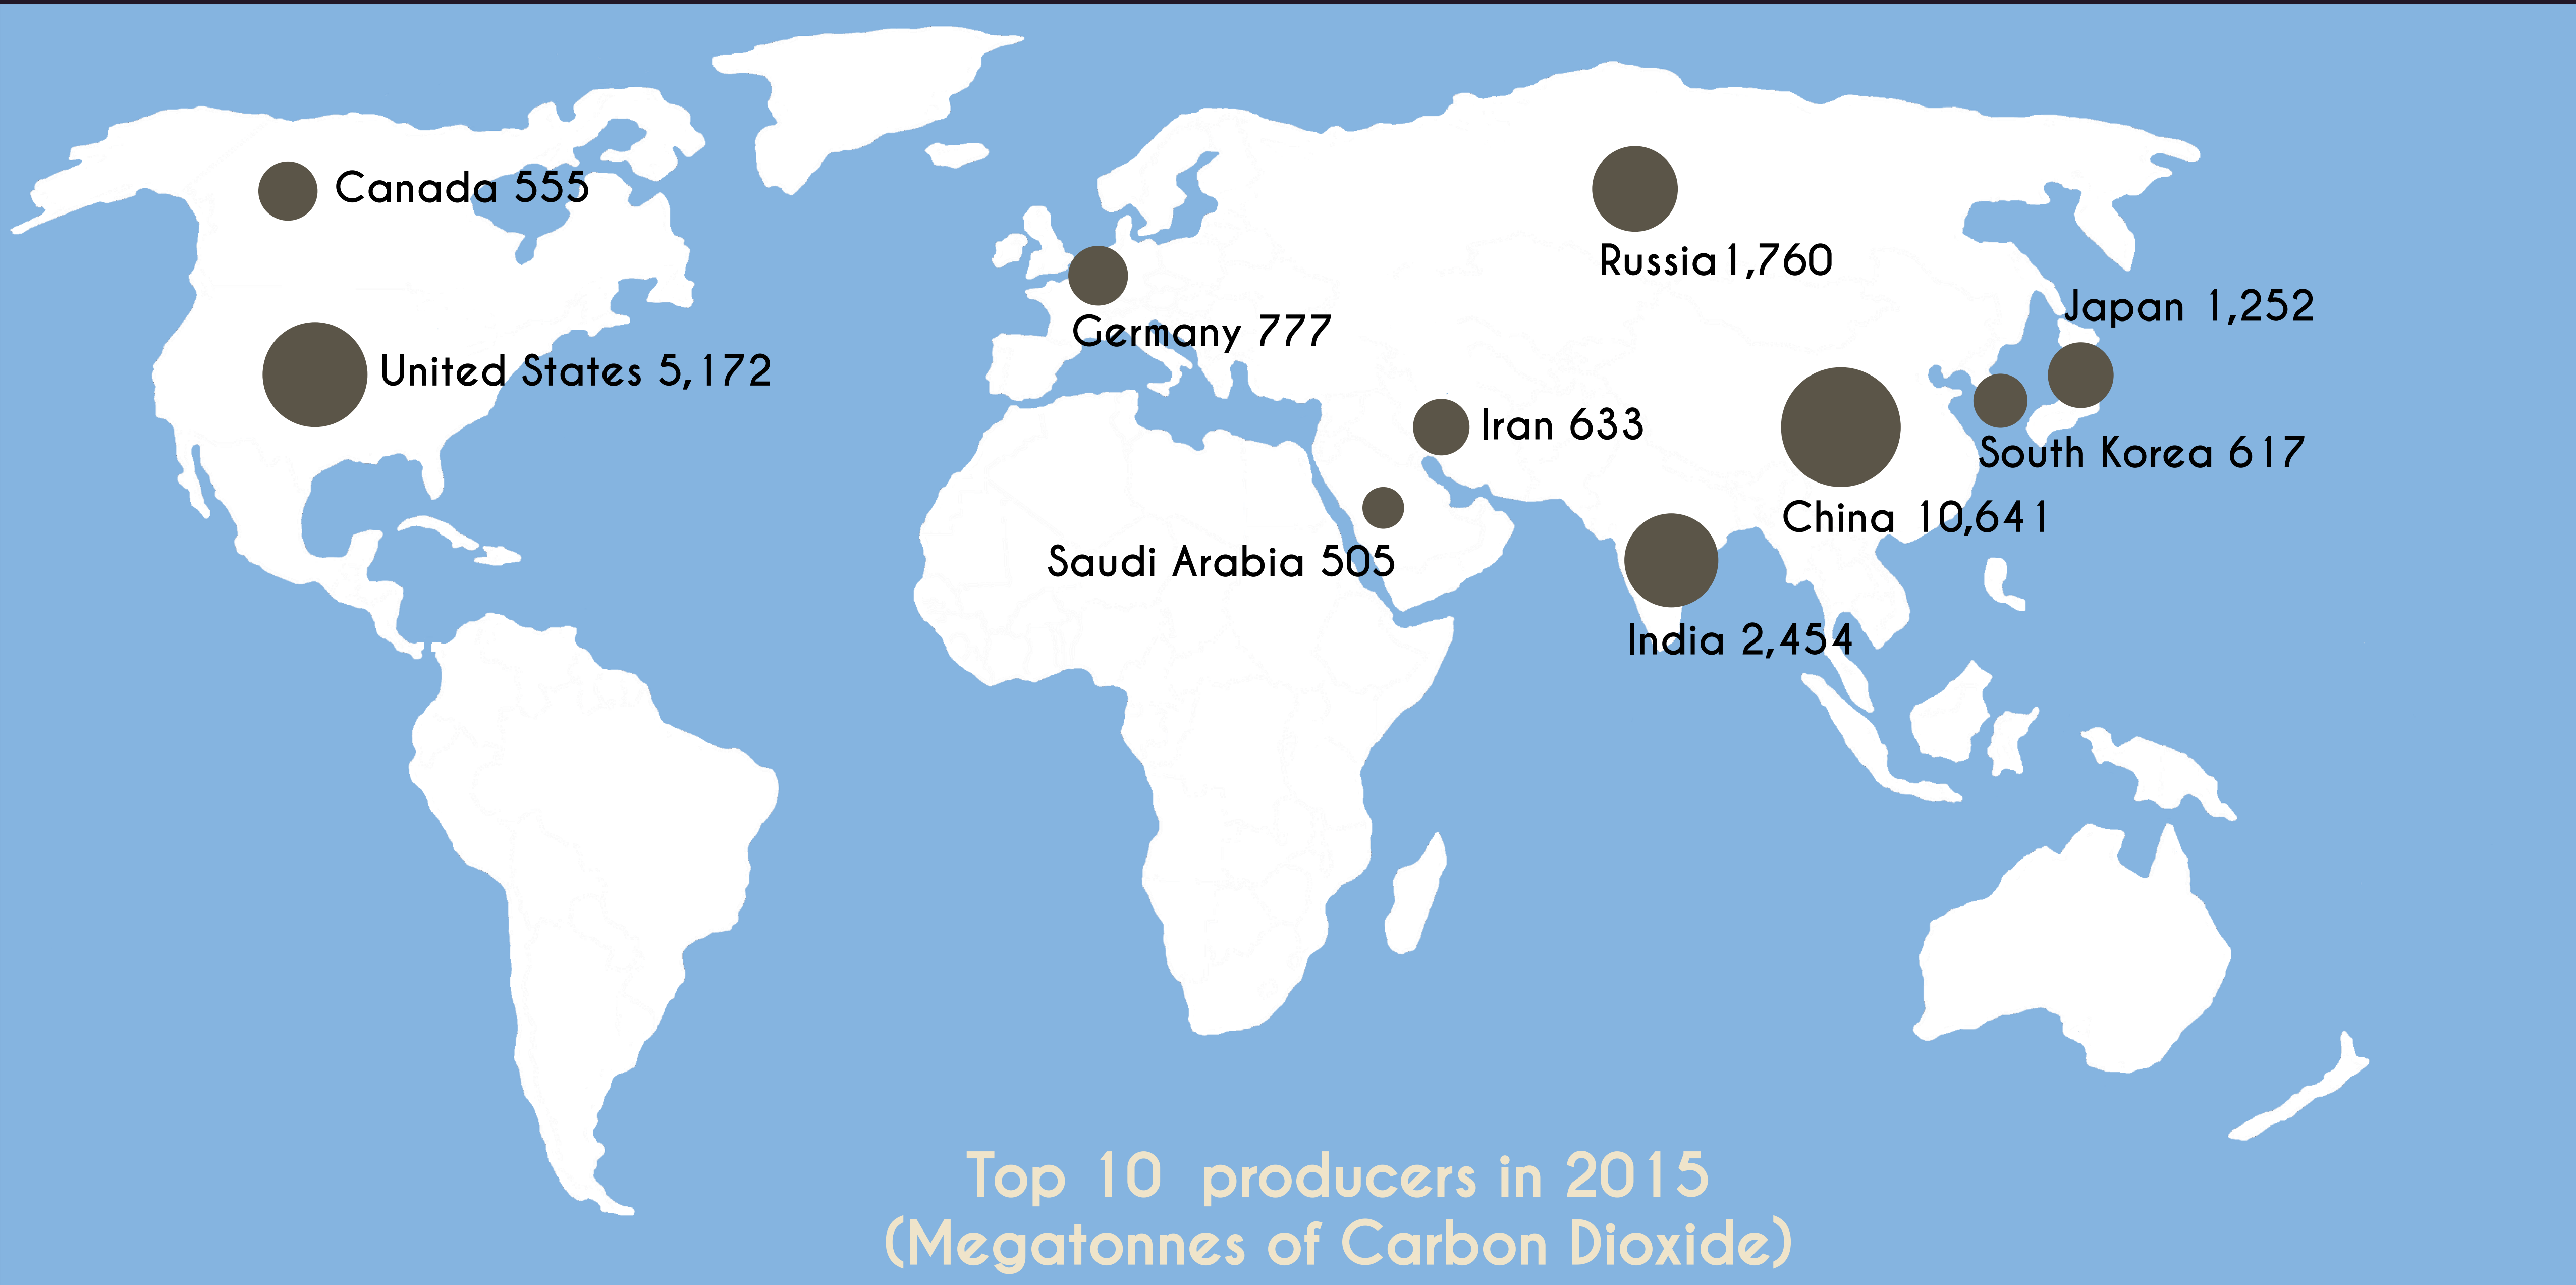 Canada 555
Russia 1,760
Japan 1,252
Germany 777
United States 5,172
Iran 633
South Korea 617
China 10,641
Saudi Arabia 505
India 2,454
Top 10 producers in 2015
(Megatonnes of Carbon Dioxide)